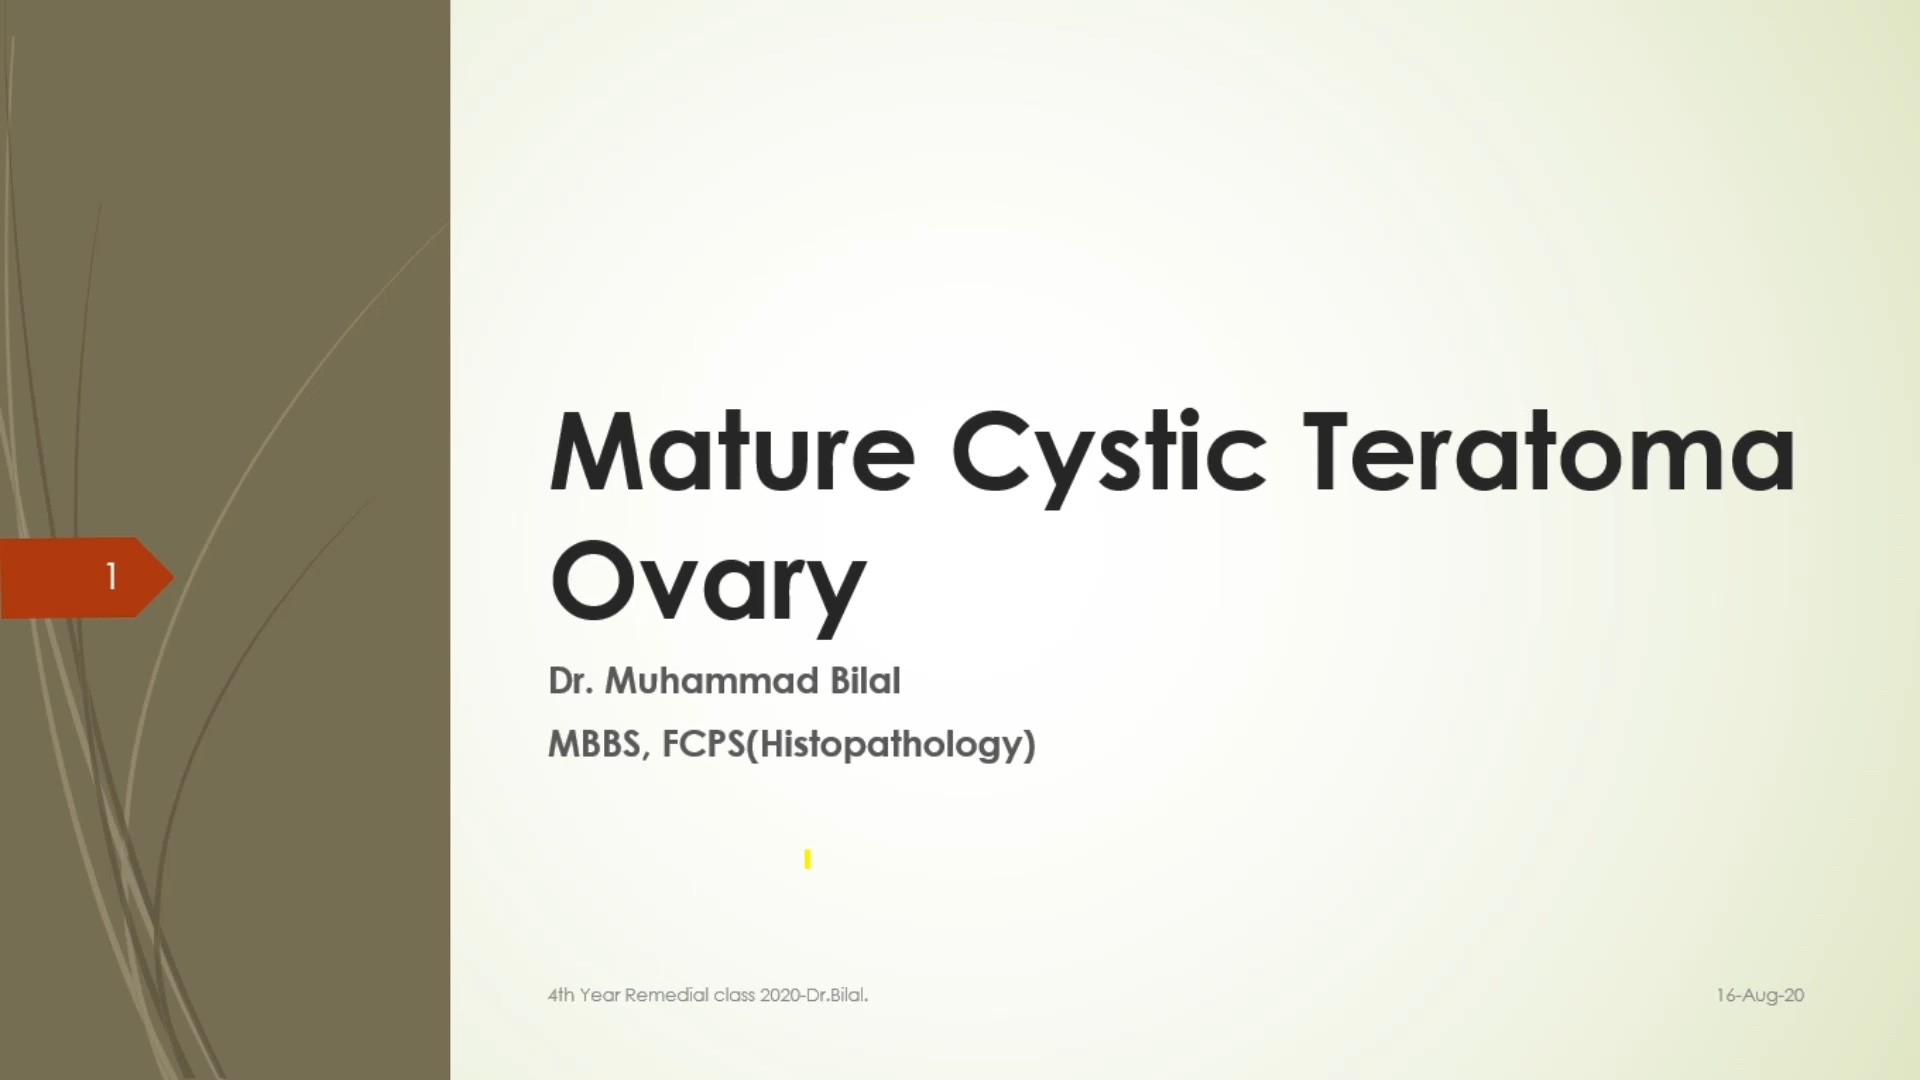 Mature Cystic Teratoma
Ovary
Dr. Muhammad Bilal
MBBS, FCPS(Histopathology)
1
4th Year Remedial class 2020-Dr.Bilal.
16-Aug-20